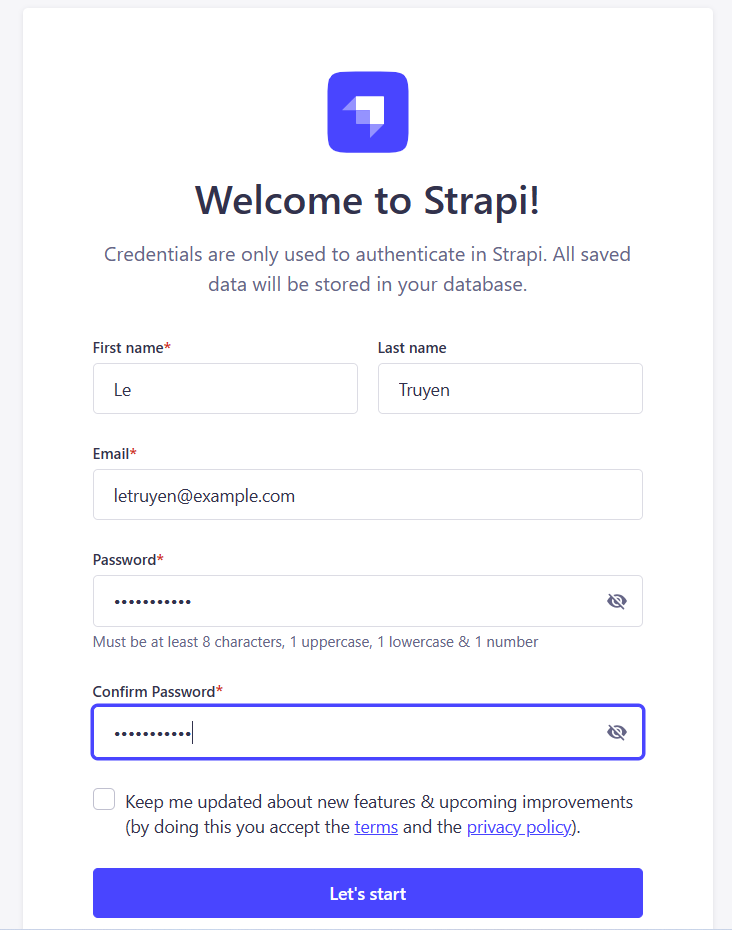 Welcome to Strapi!
Credentials are only used to authenticate in Strapi. All saved
data will be stored in your database.
First name*
Last name
Le
Truyen
Email*
letruyen@example.com
Password*
•••••••••••
Must be at least 8 characters, 1 uppercase, 1 lowercase & 1 number
Confirm Password*
•••••••••••
Keep me updated about new features & upcoming improvements
(by doing this you accept the terms and the privacy policy).
Let's start